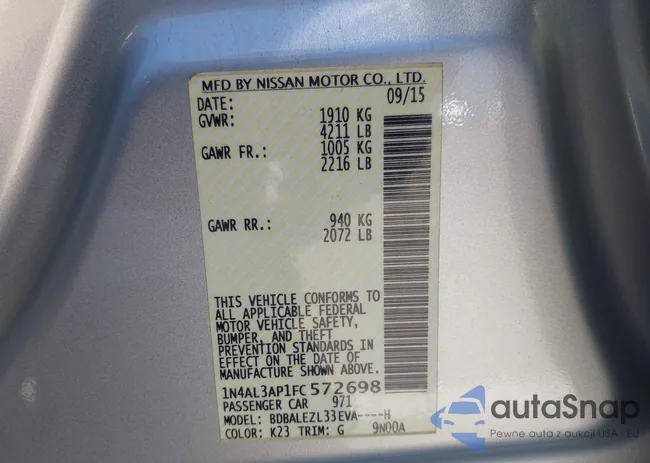 MFD BY NISSAN MOTOR CO., LTD.
DATE: 09/15
GVWR: 1910 KG
4211 LB
GAWR FR.: 1005 KG
2216 LB
GAWR RR.: 940 KG
2072 LB
THIS VEHICLE CONFORMS TO
ALL APPLICABLE FEDERAL
MOTOR VEHICLE SAFETY,
BUMPER, AND THEFT
PREVENTION STANDARDS
IN EFFECT ON THE DATE OF
MANUFACTURE SHOWN ABOVE.
1N4AL3AP1FC572698
PASSENGER CAR 971
MODEL: BDBALEZL33EVA----H
COLOR: K23 TRIM: G 9N00A
autoSnap
Pewne auta z aukcji USA i EU